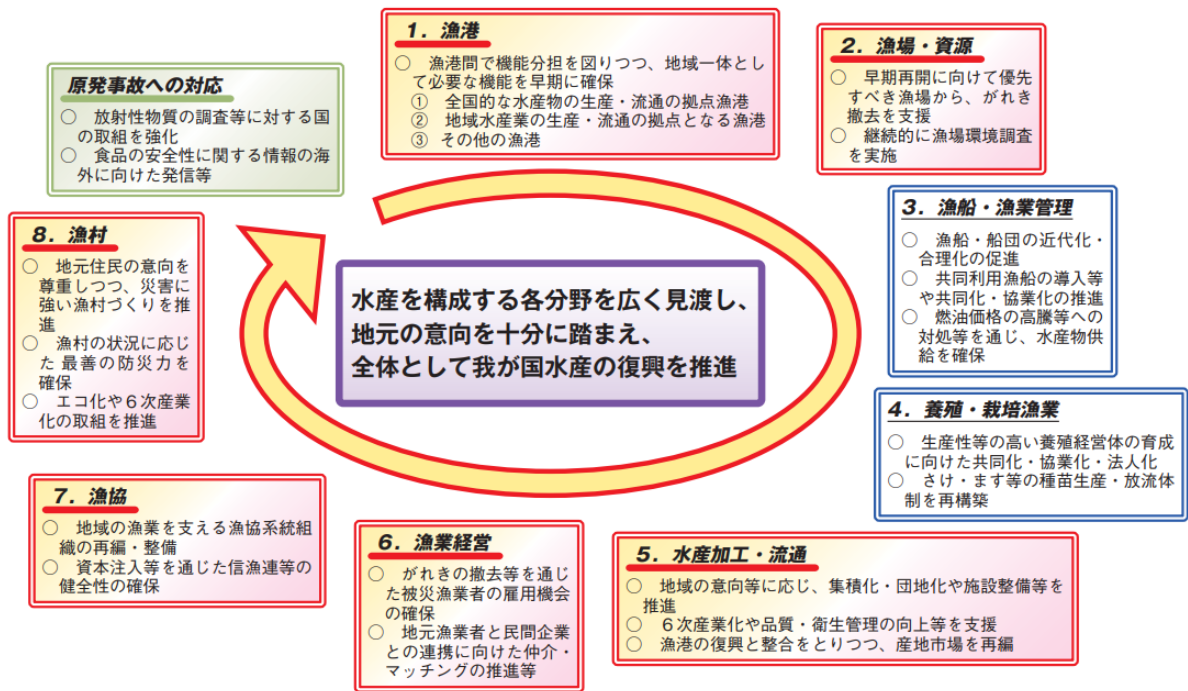 1．漁港
○　漁港間で機能分担を図りつつ、地域一体とし
て必要な機能を早期に確保
①　全国的な水産物の生産・流通の拠点漁港
②　地域水産業の生産・流通の拠点となる漁港
③　その他の漁港
2．漁場・資源
○　早期再開に向けて優先
すべき漁場から、がれき
撤去を支援
○　継続的に漁場環境調査
を実施
3．漁船・漁業管理
○　漁船・船団の近代化・
合理化の促進
○　共同利用漁船の導入等
や共同化・協業化の推進
○　燃油価格の高騰等への
対処等を通じ、水産物供
給を確保
4．養殖・栽培漁業
○　生産性等の高い養殖経営体の育成
に向けた共同化・協業化・法人化
○　さけ・ます等の種苗生産・放流体
制を再構築
5．水産加工・流通
○　地域の意向等に応じ、集積化・団地化や施設整備等を
推進
○　６次産業化や品質・衛生管理の向上等を支援
○　漁港の復興と整合をとりつつ、産地市場を再編
6．漁業経営
○　がれきの撤去等を通じ
た被災漁業者の雇用機会
の確保
○　地元漁業者と民間企業
との連携に向けた仲介・
マッチングの推進等
7．漁協
○　地域の漁業を支える漁協系統組
織の再編・整備
○　資本注入等を通じた信漁連等の
健全性の確保
8．漁村
○　地元住民の意向を
尊重しつつ、災害に
強い漁村づくりを推
進
○　漁村の状況に応じ
た最善の防災力を
確保
○　エコ化や６次産業
化の取組を推進
原発事故への対応
○　放射性物質の調査等に対する国
の取組を強化
○　食品の安全性に関する情報の海
外に向けた発信等
水産を構成する各分野を広く見渡し、
地元の意向を十分に踏まえ、
全体として我が国水産の復興を推進